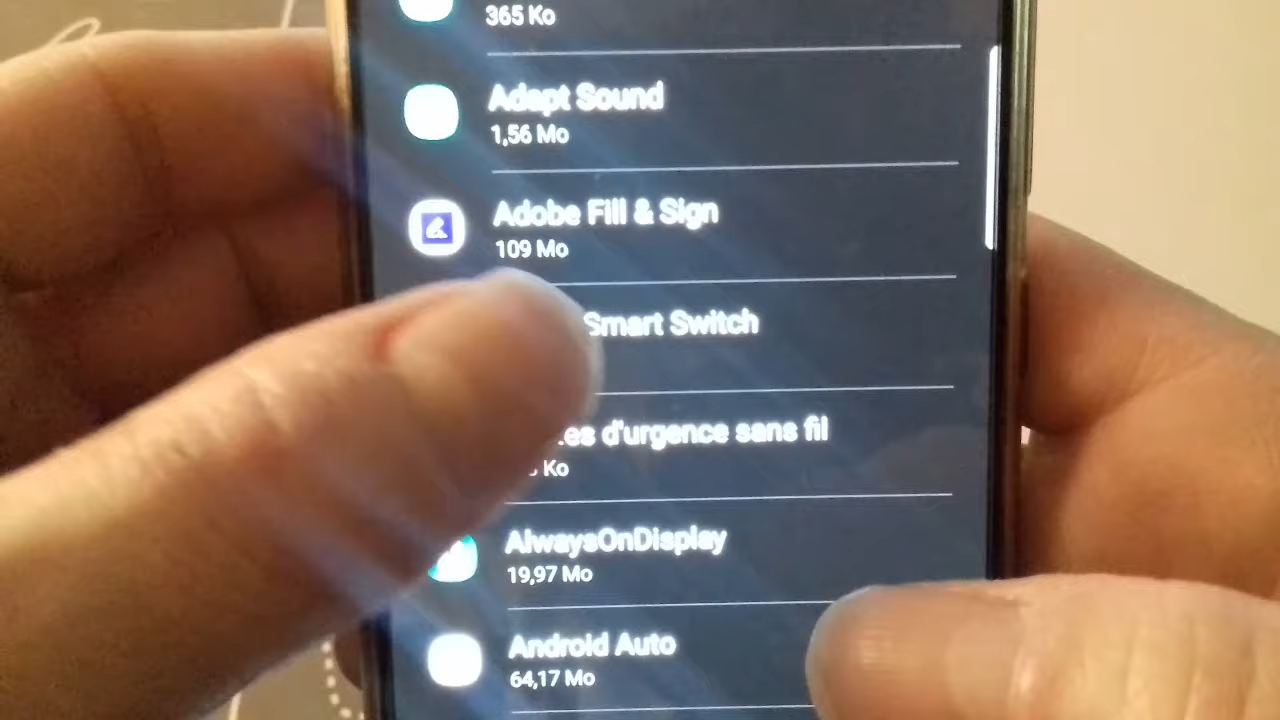 365 Ko
Adapt Sound
1,56 Mo
Adobe Fill & Sign
109 Mo
Smart Switch
d'urgence sans fil
Ko
AlwaysOnDisplay
19,97 Mo
Android Auto
64,17 Mo